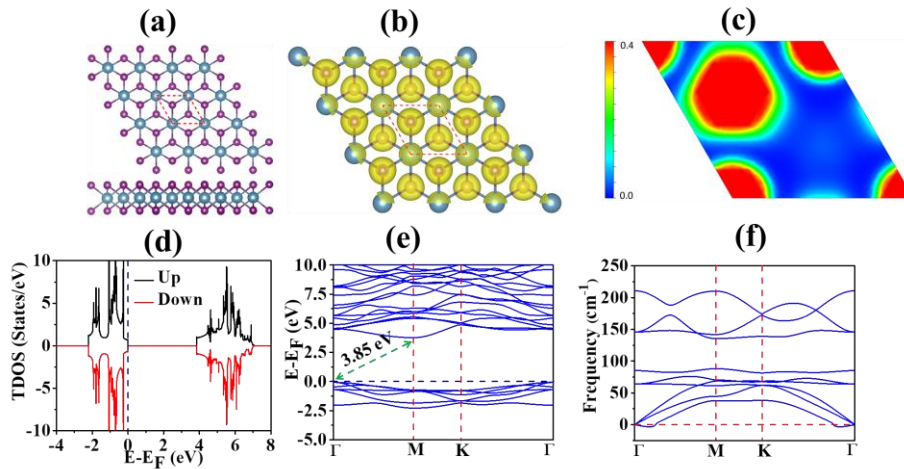 (a)
(b)
(c)
0.4
0.0
(d)
(e)
(f)
TDOS (States/eV)
10
5
0
-5
-10
Up
Down
-4 -2 0 2 4 6 8
E-EF (eV)
E-EF (eV)
10.0
7.5
5.0
2.5
0.0
-2.5
-5.0
3.85 eV
Γ M K Γ
Frequency (cm-1)
250
200
150
100
50
0
Γ M K Γ